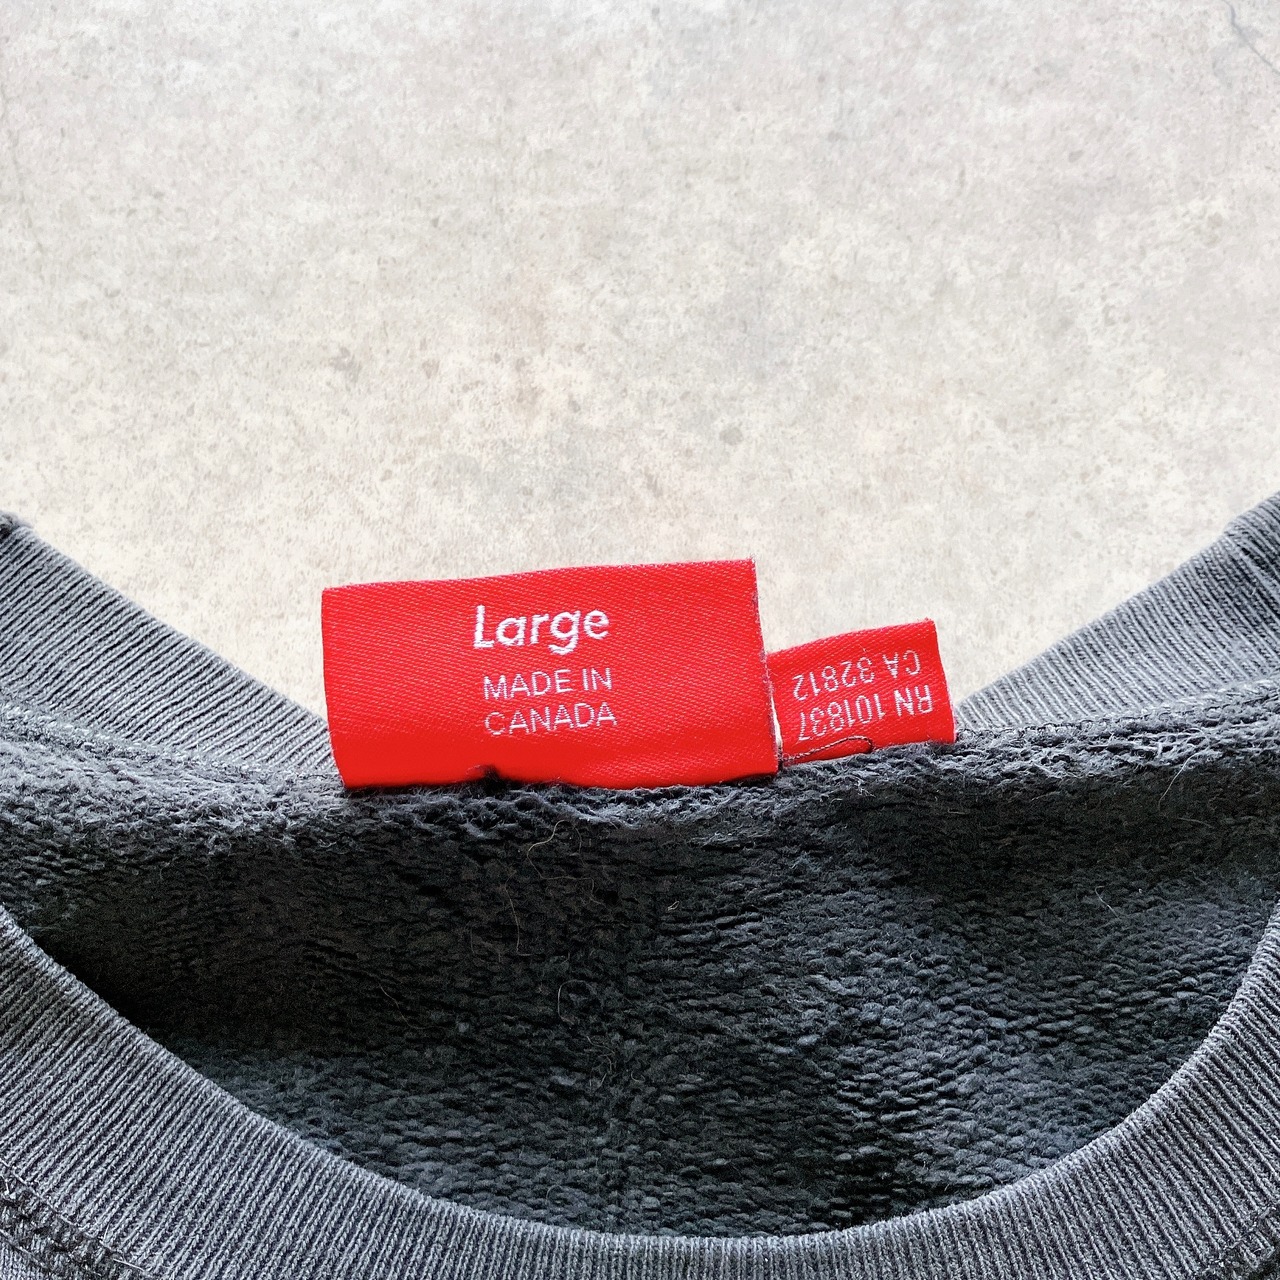 Large
MADE IN
CANADA
RN 101837
CA 32812